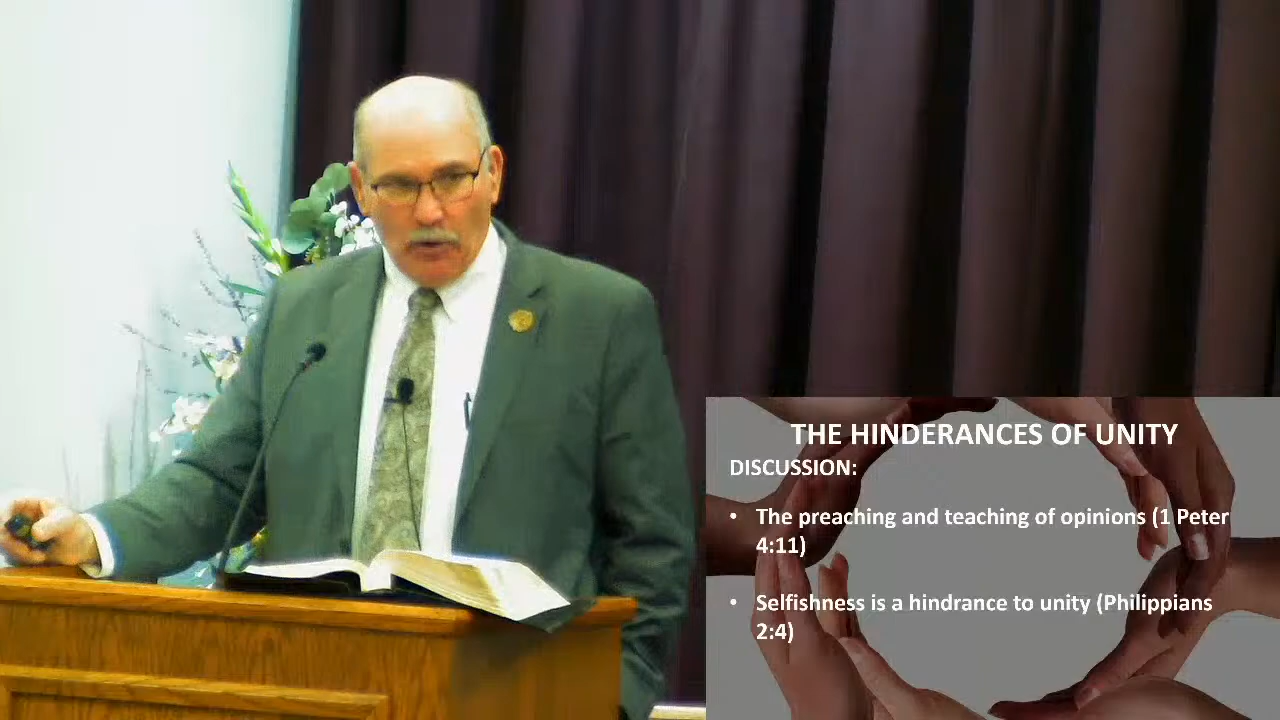 THE HINDERANCES OF UNITY
DISCUSSION:
• The preaching and teaching of opinions (1 Peter
4:11)
• Selfishness is a hindrance to unity (Philippians
2:4)